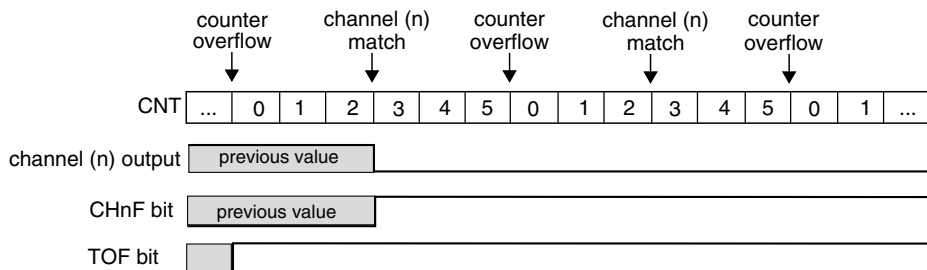 counter overflow
channel (n) match
counter overflow
channel (n) match
counter overflow
CNT ... 0 1 2 3 4 5 0 1 2 3 4 5 0 1 ...
channel (n) output previous value
CHnF bit previous value
TOF bit